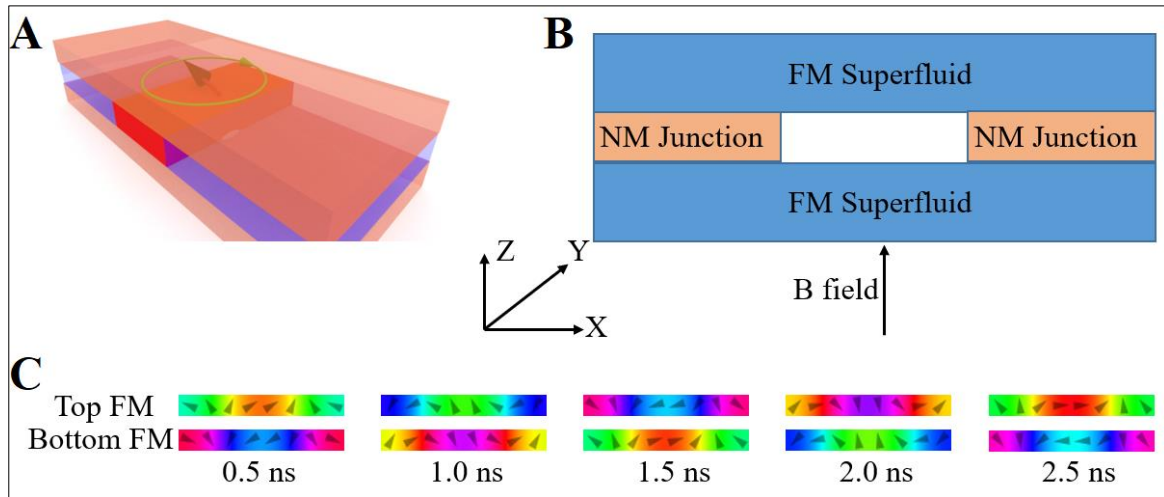 A
B
FM Superfluid
NM Junction
NM Junction
FM Superfluid
Z
Y
X
B field
C
Top FM
Bottom FM
0.5 ns
1.0 ns
1.5 ns
2.0 ns
2.5 ns